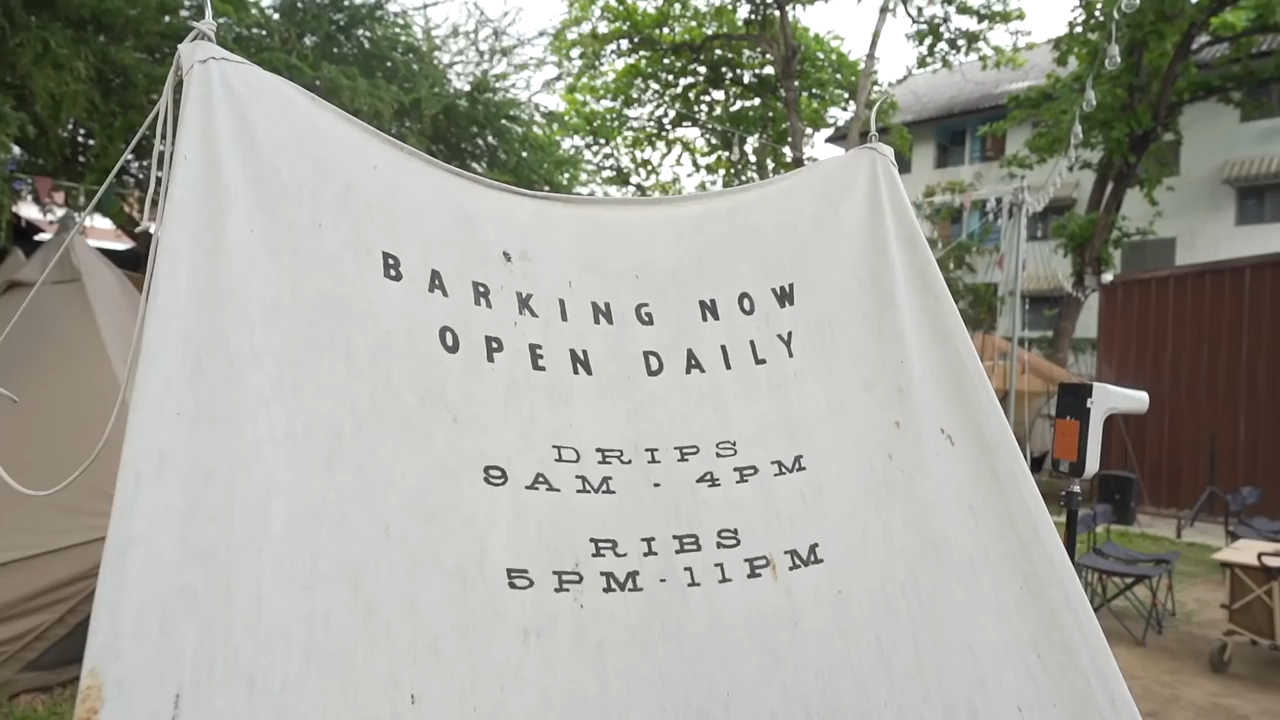 BARKING NOW
OPEN DAILY
DRIPS
9AM - 4PM
RIBS
5PM-11PM